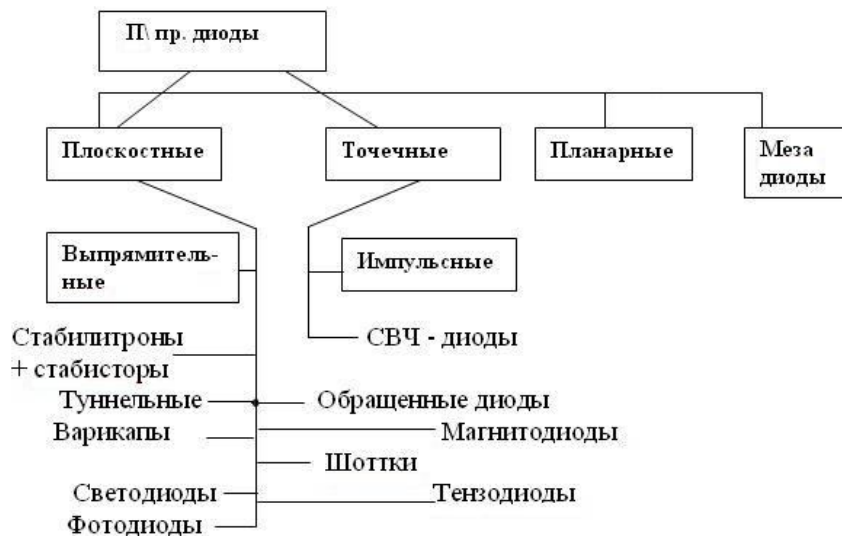 П\ пр. диоды
Плоскостные
Точечные
Планарные
Меза
диоды
Выпрямитель-
ные
Импульсные
Стабилитроны
+ стабисторы
СВЧ - диоды
Туннельные
Обращенные диоды
Варикапы
Магнитодиоды
Шоттки
Светодиоды
Тензодиоды
Фотодиоды